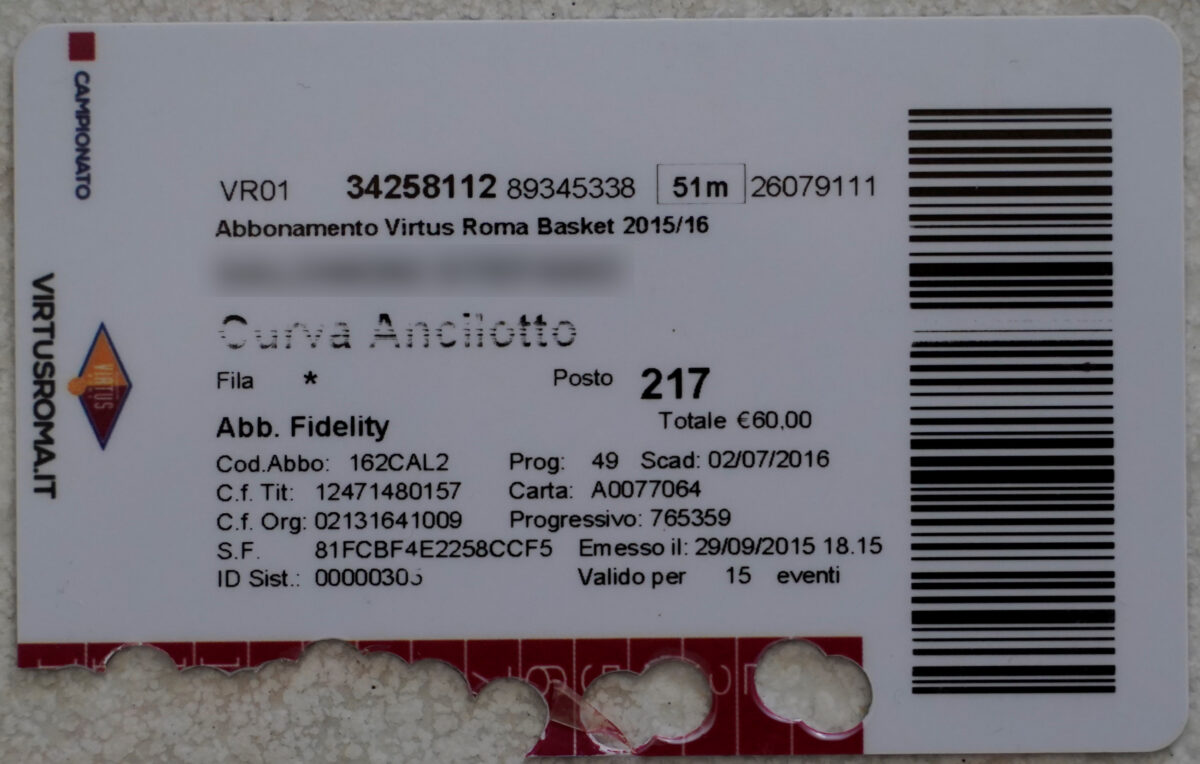 CAMPIONATO
VIRTUSROMA.IT
VIRTUS
VR01 34258112 89345338 51m 26079111
Abbonamento Virtus Roma Basket 2015/16
Curva Ancilotto
Fila * Posto 217
Totale €60,00
Abb. Fidelity
Cod.Abbo: 162CAL2 Prog: 49 Scad: 02/07/2016
C.f. Tit: 12471480157 Carta: A0077064
C.f. Org: 02131641009 Progressivo: 765359
S.F. 81FCBF4E2258CCF5 Emesso il: 29/09/2015 18.15
ID Sist.: 00000305 Valido per 15 eventi